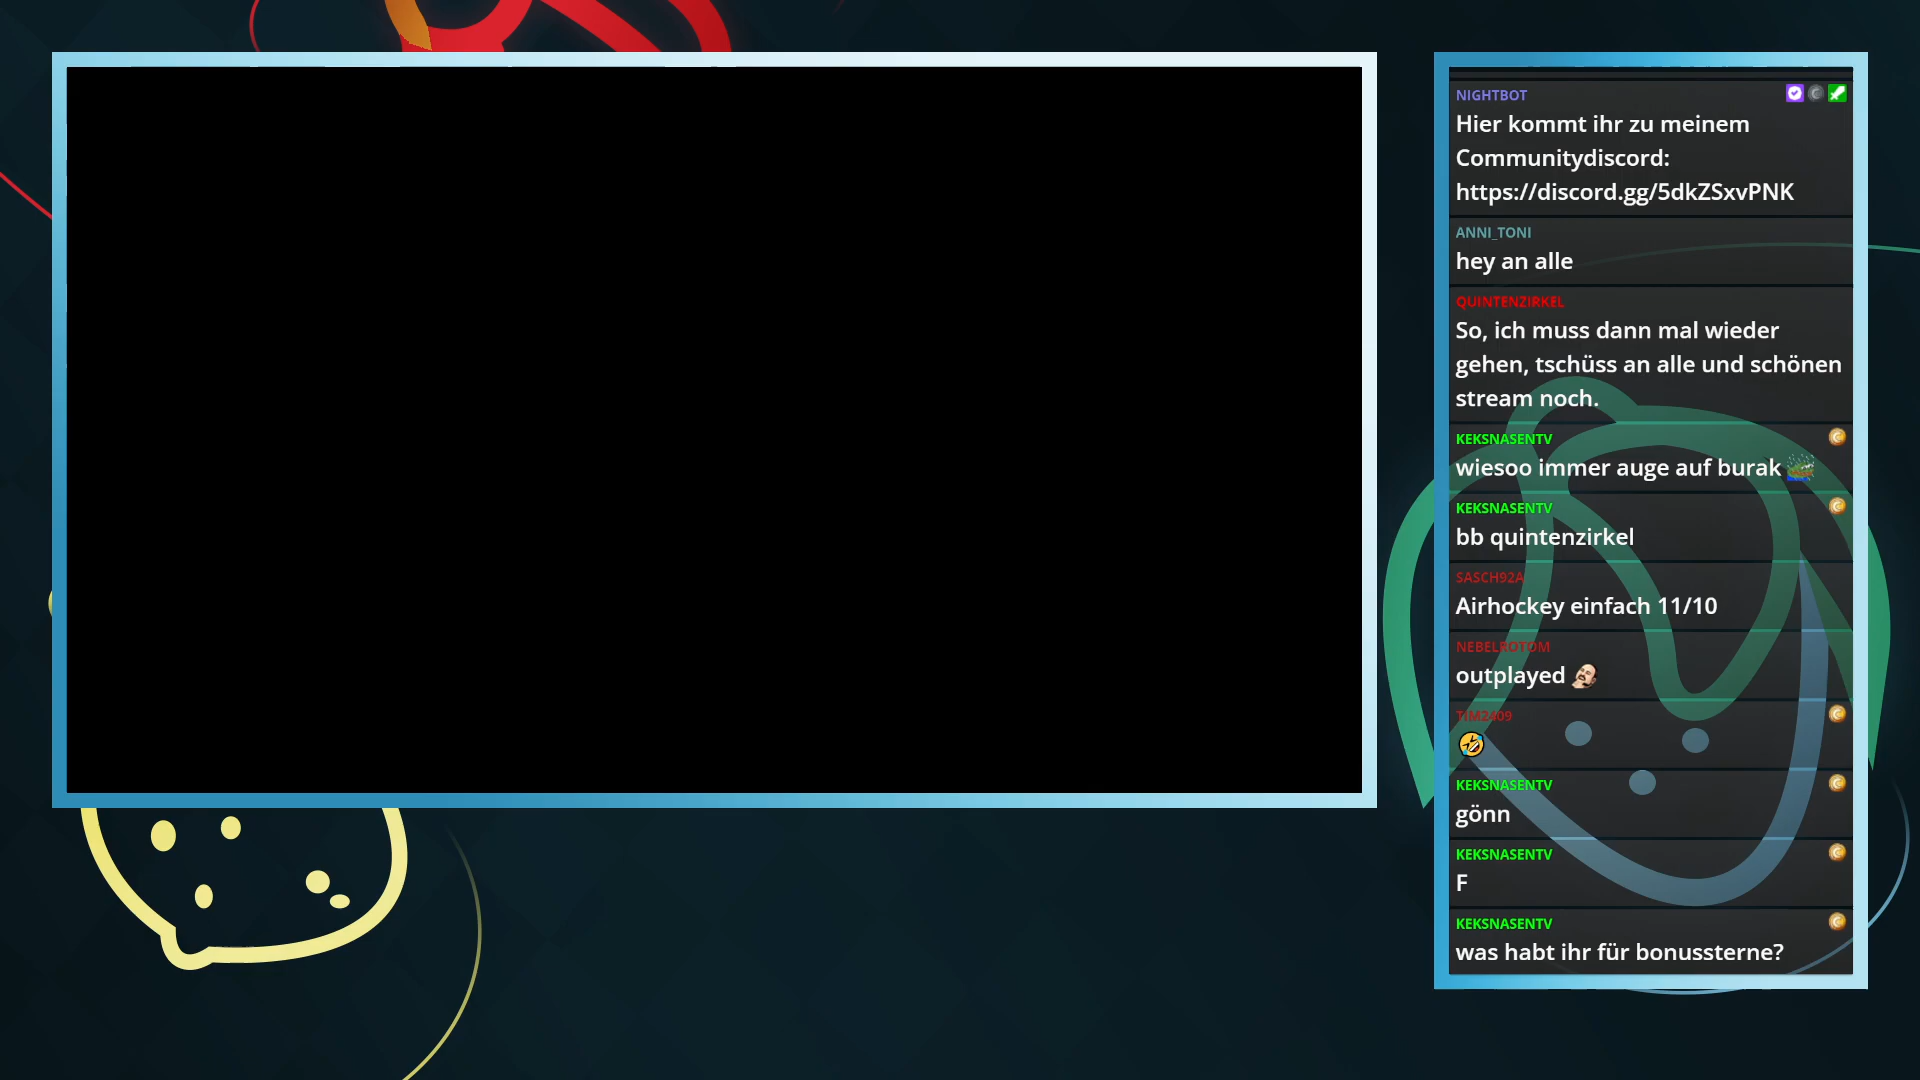 NIGHTBOT
Hier kommt ihr zu meinem
Communitydiscord:
https://discord.gg/5dkZSxvPNK
ANNI_TONI
hey an alle
QUINTENZIRKEL
So, ich muss dann mal wieder
gehen, tschüss an alle und schönen
stream noch.
KEKSNASENTV
wiesoo immer auge auf burak
KEKSNASENTV
bb quintenzirkel
SASCH92A
Airhockey einfach 11/10
NEBELROTOM
outplayed
TIM2409
KEKSNASENTV
gönn
KEKSNASENTV
F
KEKSNASENTV
was habt ihr für bonussterne?